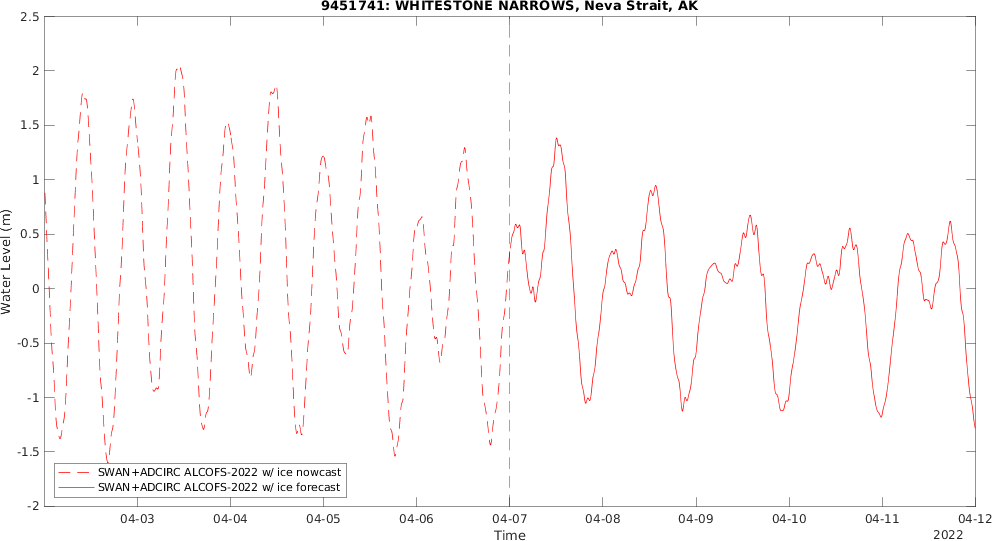 9451741: WHITESTONE NARROWS, Neva Strait, AK
2.5
2
1.5
1
0.5
0
-0.5
-1
-1.5
-2
Water Level (m)
SWAN+ADCIRC ALCOFS-2022 w/ ice nowcast
SWAN+ADCIRC ALCOFS-2022 w/ ice forecast
04-03 04-04 04-05 04-06 04-07 04-08 04-09 04-10 04-11 04-12
Time
2022